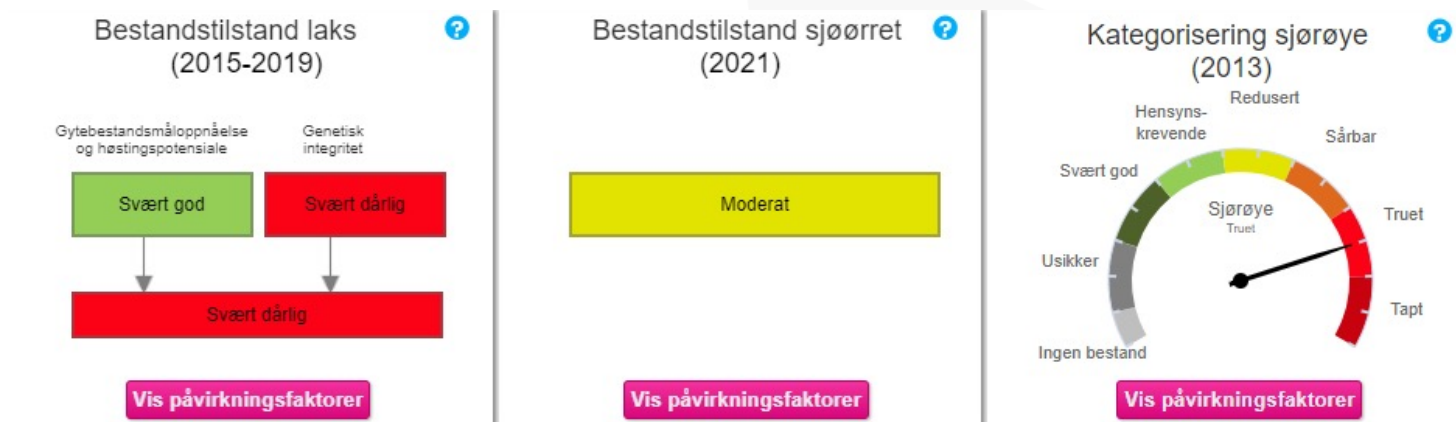 Bestandstilstand laks
(2015-2019)
?
Gytebestandsmåloppnåelse
og høstingspotensiale
Genetisk
integritet
Svært god
Svært dårlig
Svært dårlig
Vis påvirkningsfaktorer
Bestandstilstand sjøørret
(2021)
?
Moderat
Vis påvirkningsfaktorer
Kategorisering sjørøye
(2013)
?
Ingen bestand
Usikker
Svært god
Hensyns-
krevende
Redusert
Sårbar
Truet
Tapt
Sjørøye
Truet
Vis påvirkningsfaktorer